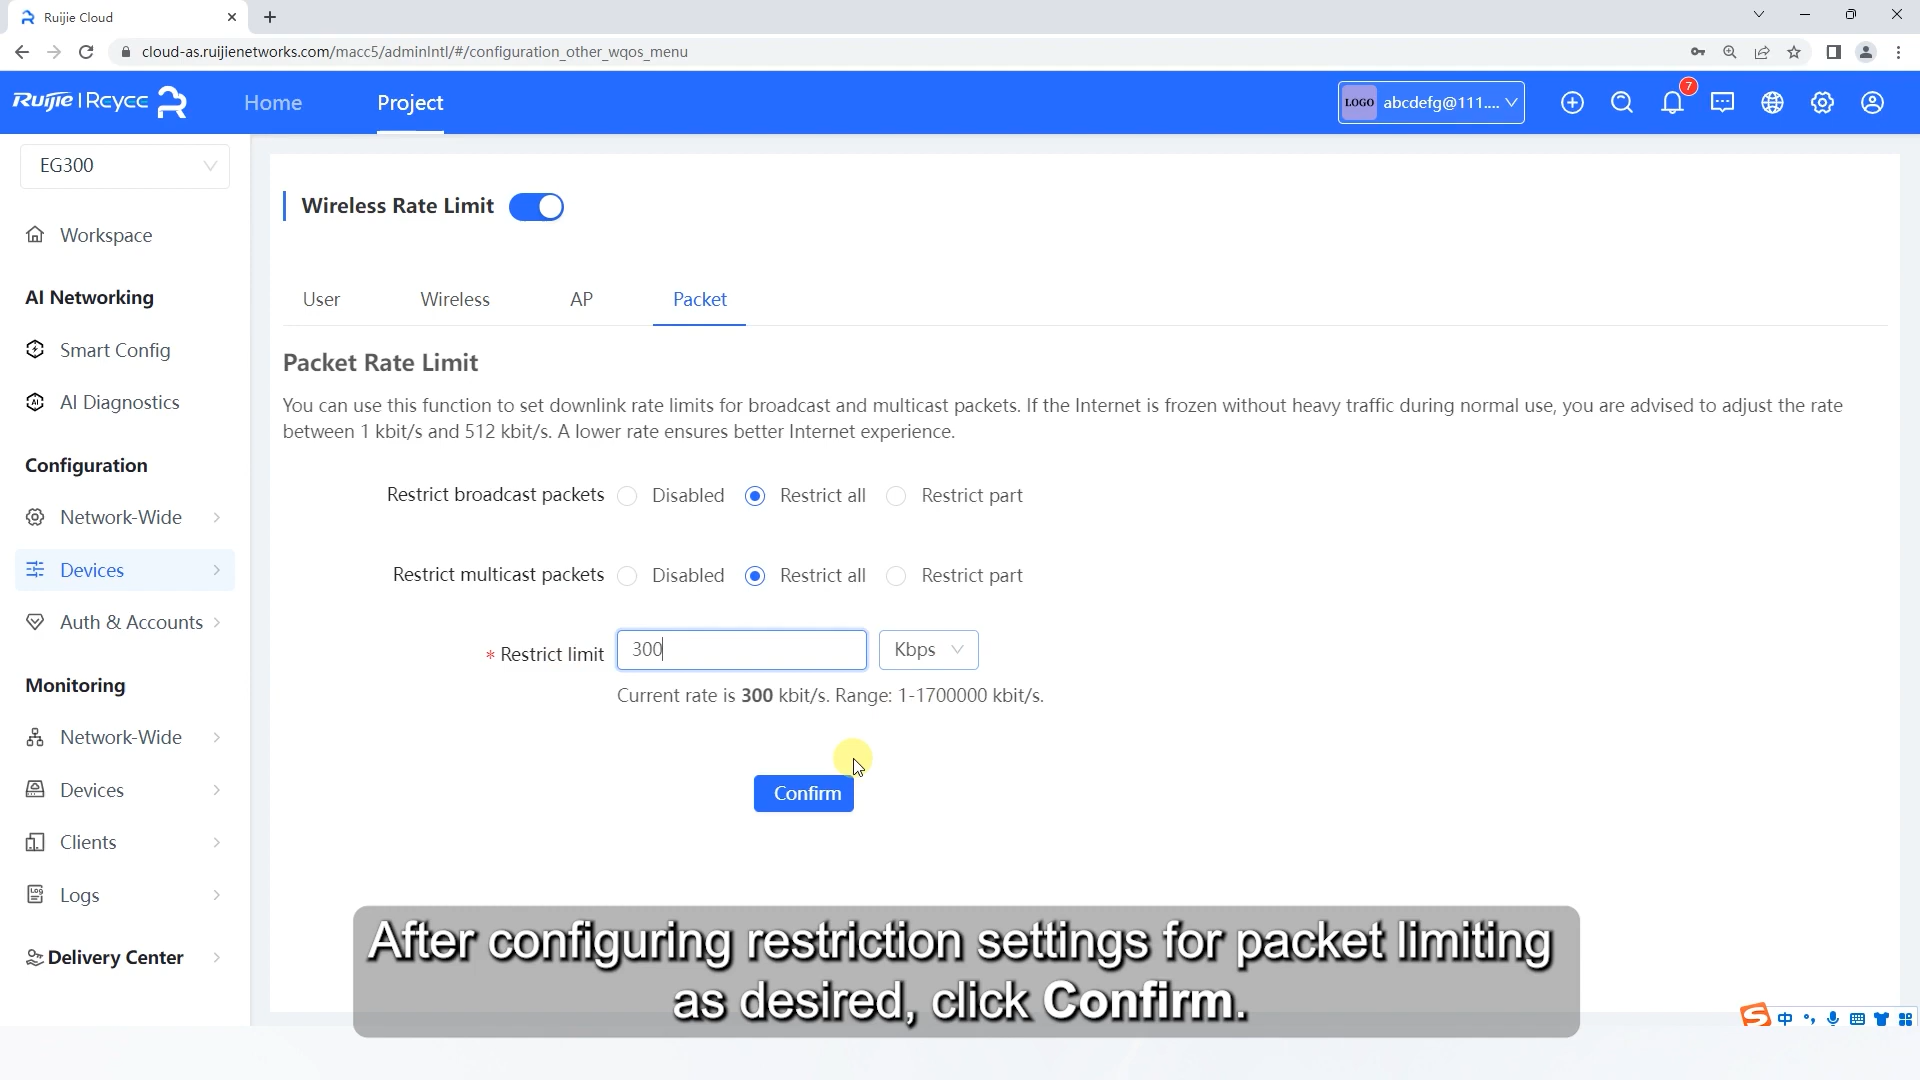 Ruijie Cloud
cloud-as.ruijienetworks.com/macc5/adminIntl/#/configuration_other_wqos_menu
Ruijie | Reyee
Home
Project
LOGO
abcdefg@111....
7
EG300
Workspace
AI Networking
Smart Config
AI Diagnostics
Configuration
Network-Wide
Devices
Auth & Accounts
Monitoring
Network-Wide
Devices
Clients
Logs
Delivery Center
Wireless Rate Limit
User
Wireless
AP
Packet
Packet Rate Limit
You can use this function to set downlink rate limits for broadcast and multicast packets. If the Internet is frozen without heavy traffic during normal use, you are advised to adjust the rate
between 1 kbit/s and 512 kbit/s. A lower rate ensures better Internet experience.
Restrict broadcast packets Disabled Restrict all Restrict part
Restrict multicast packets Disabled Restrict all Restrict part
* Restrict limit 300 Kbps
Current rate is 300 kbit/s. Range: 1-1700000 kbit/s.
Confirm
After configuring restriction settings for packet limiting
as desired, click Confirm.
S 中